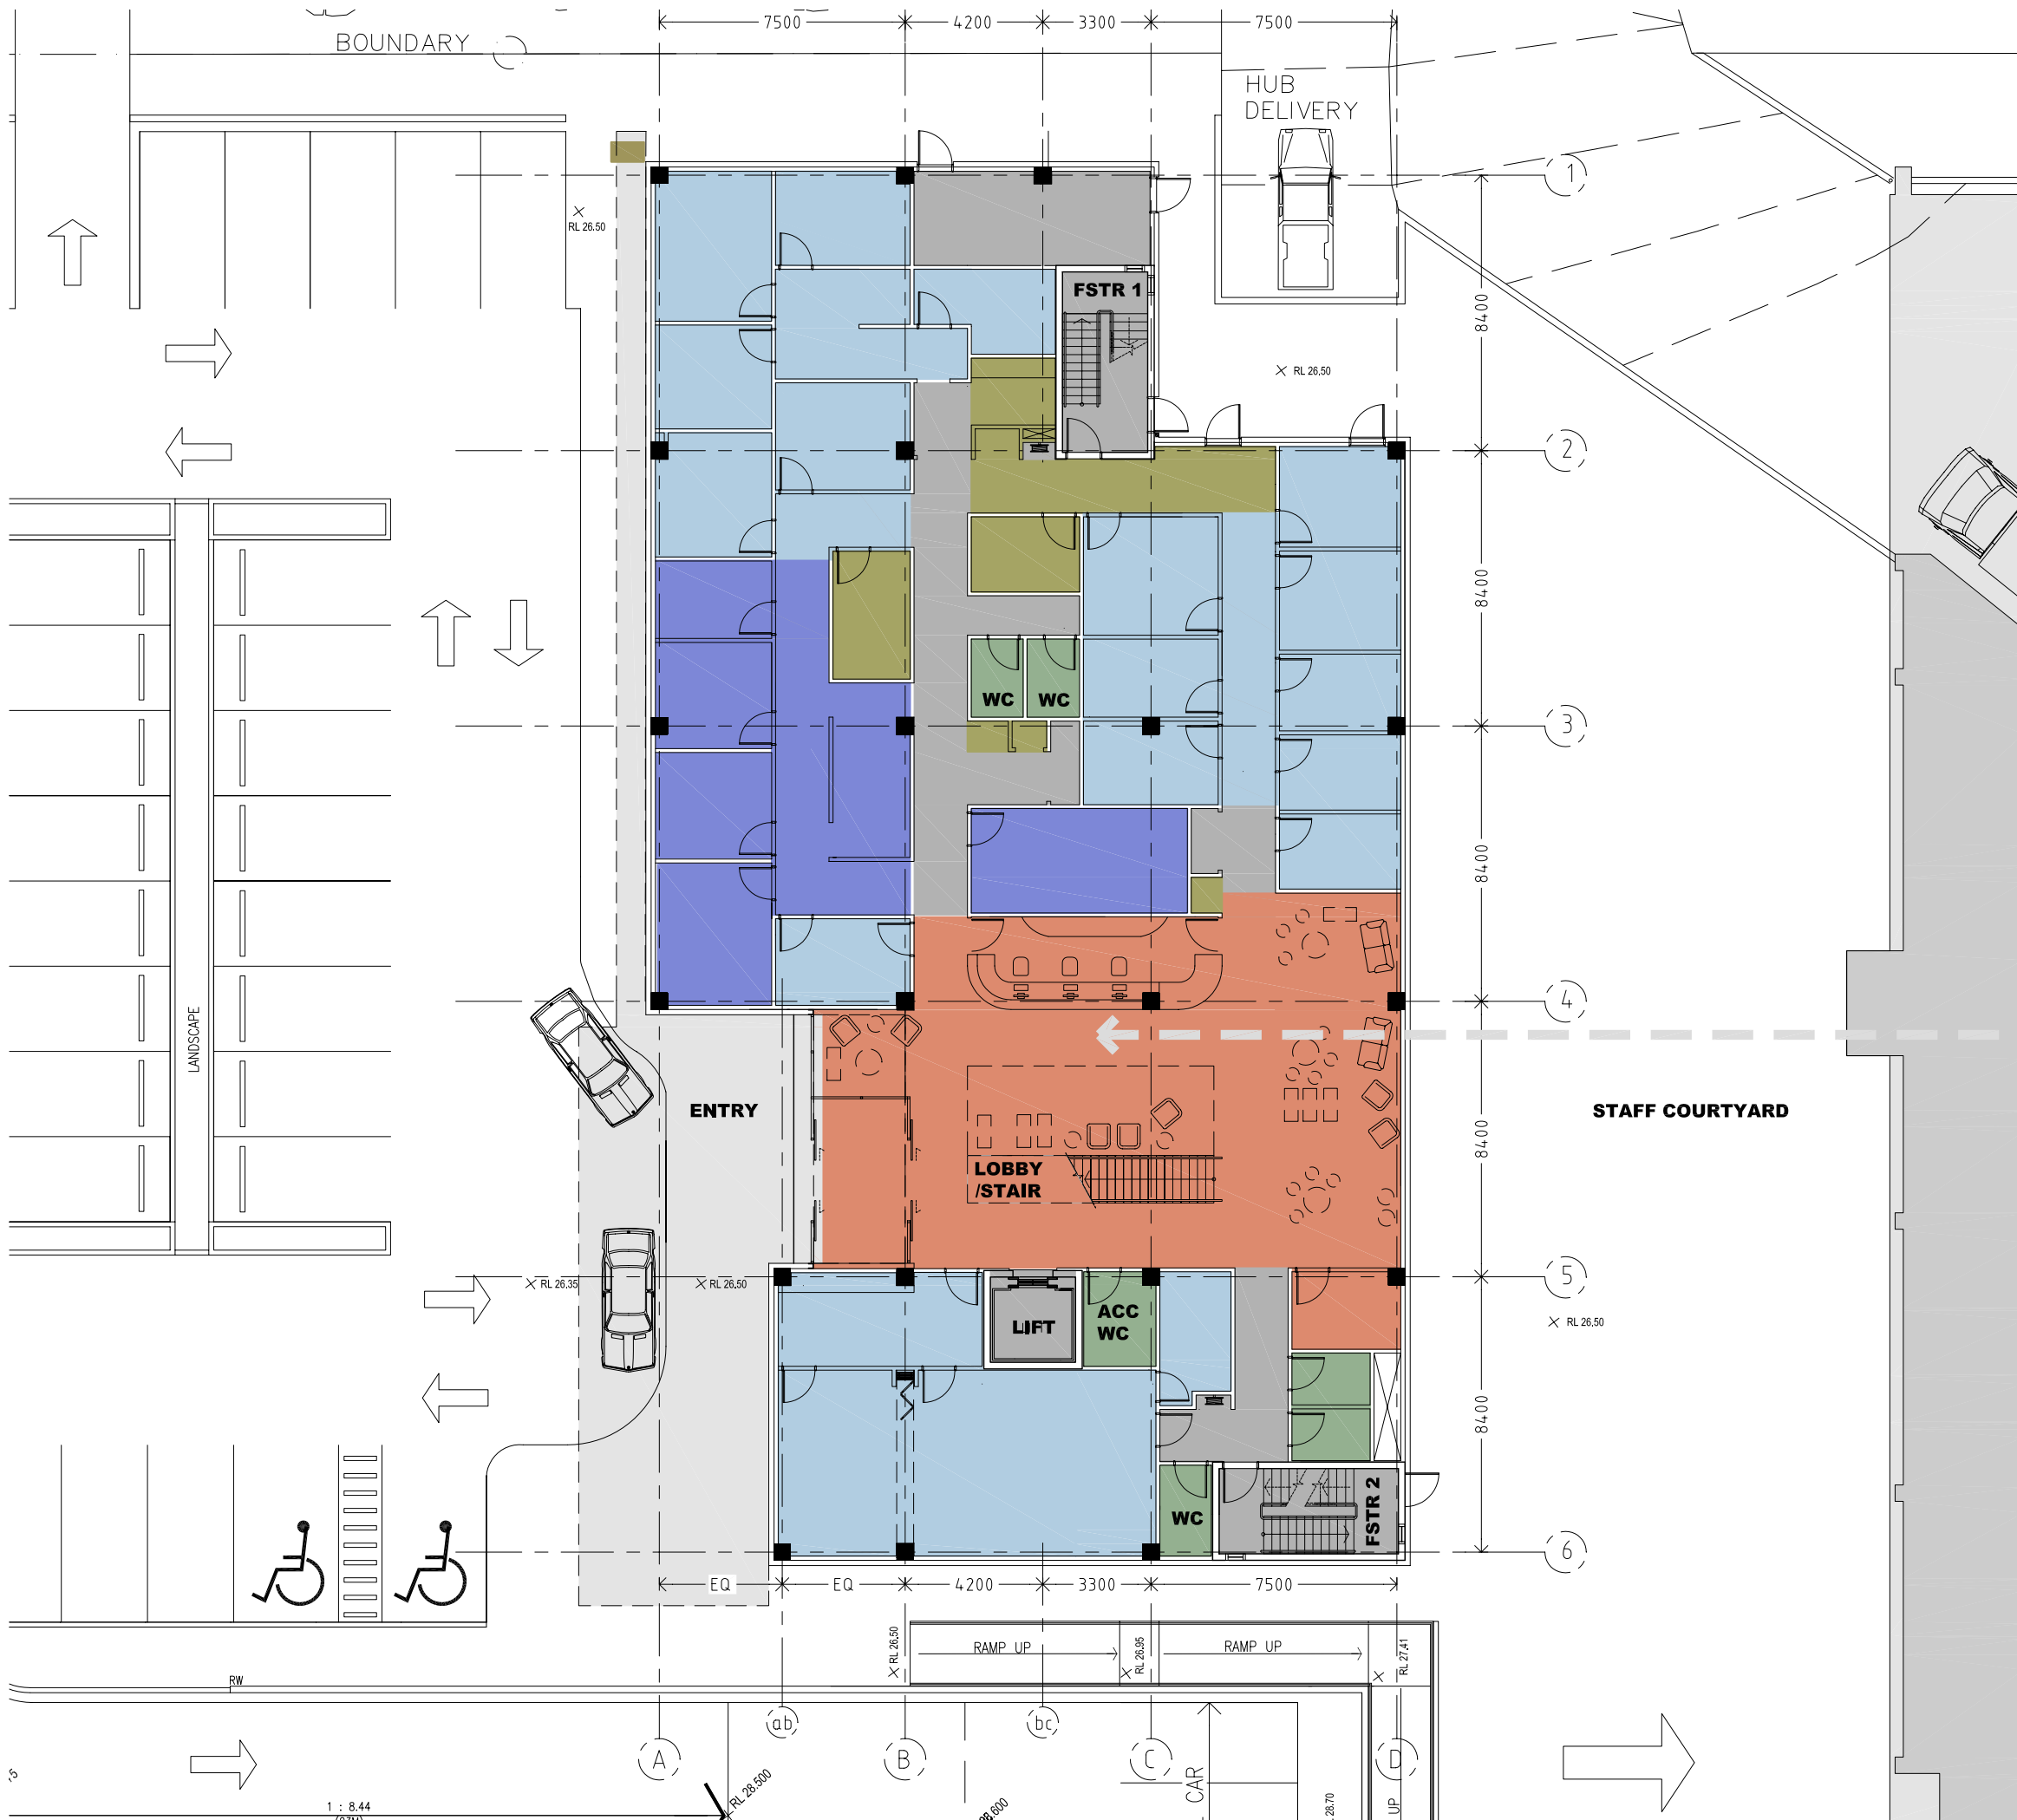 7500 4200 3300 7500
BOUNDARY
HUB
DELIVERY
1
RL 26.50
FSTR 1
8400
RL 26.50
2
8400
WC WC
3
8400
4
LANDSCAPE
ENTRY
STAFF COURTYARD
LOBBY
/STAIR
8400
5
RL 26.35
RL 26.50
ACC
WC
LIFT
RL 26.50
8400
WC
FSTR 2
6
EQ EQ 4200 3300 7500
RL 26.50
RAMP UP
RL 26.95
RAMP UP
RL 27.41
RW
ab
bc
A
B
C
D
RL 28.500
CAR
UP
28.600
28.70
1 : 8.44